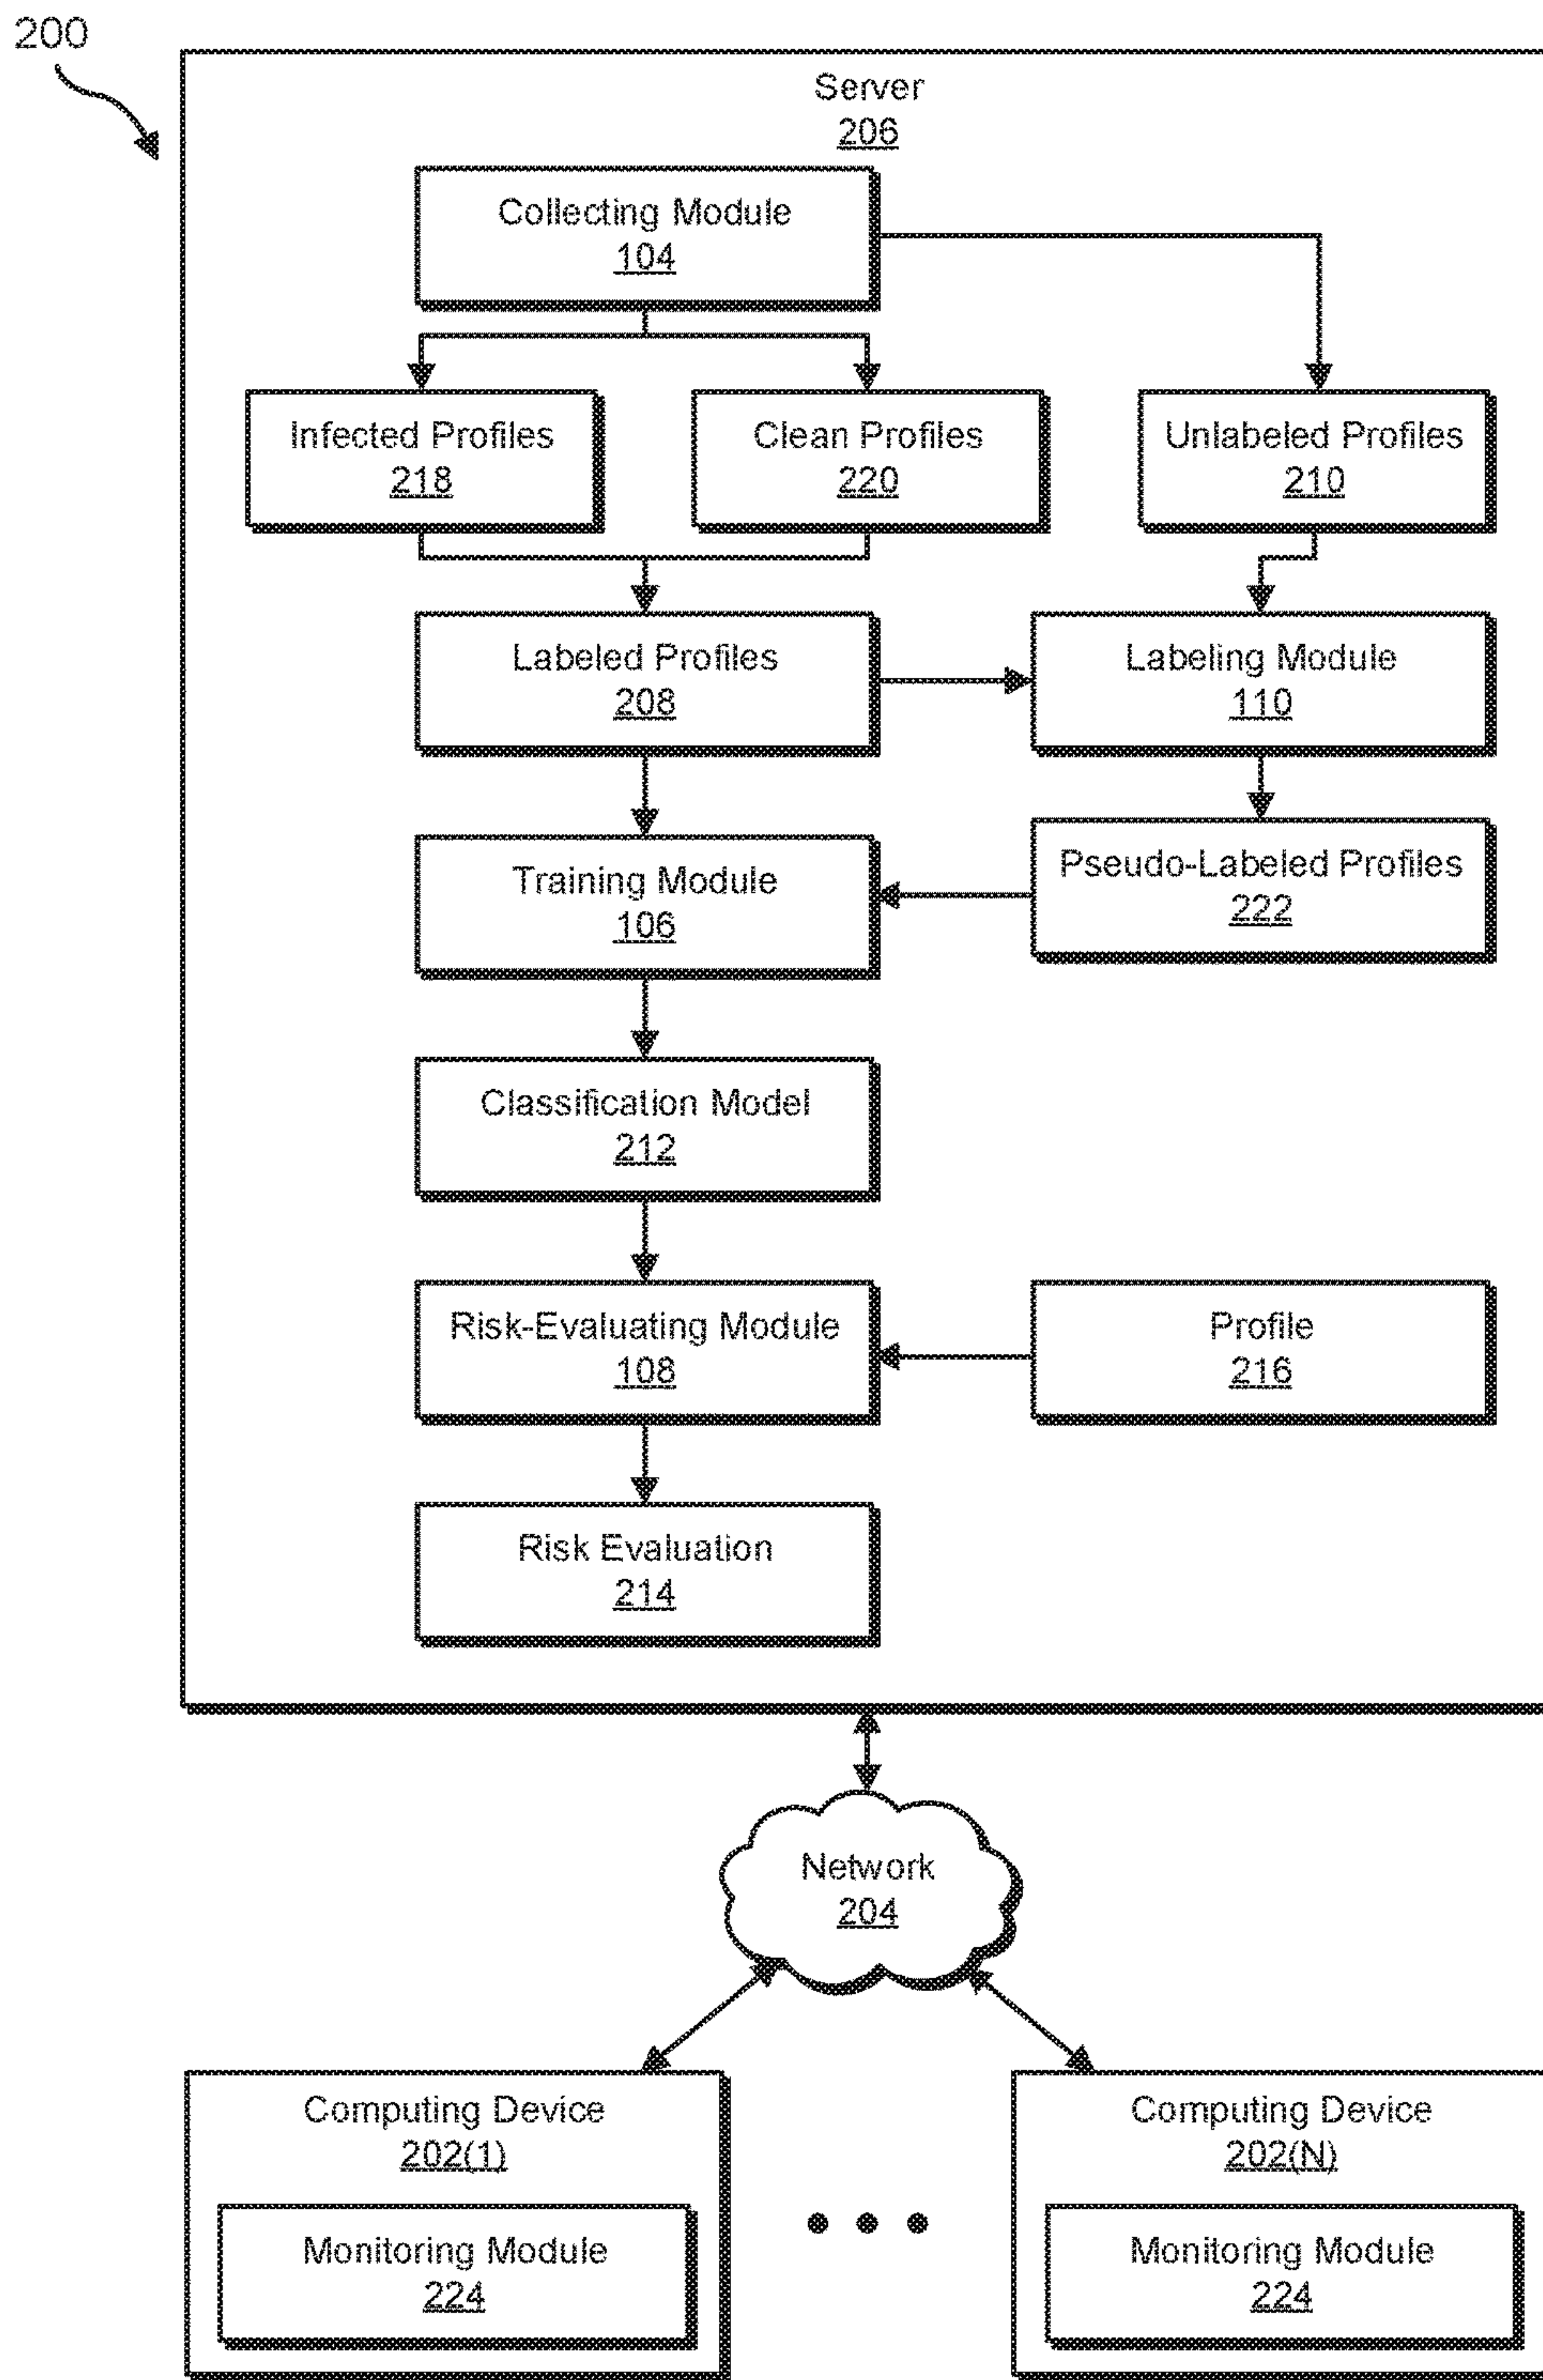 200
Server
206
Collecting Module
104
Infected Profiles
218
Clean Profiles
220
Unlabeled Profiles
210
Labeled Profiles
208
Labeling Module
110
Training Module
106
Pseudo-Labeled Profiles
222
Classification Model
212
Risk-Evaluating Module
108
Profile
216
Risk Evaluation
214
Network
204
Computing Device
202(1)
Monitoring Module
224
Computing Device
202(N)
Monitoring Module
224